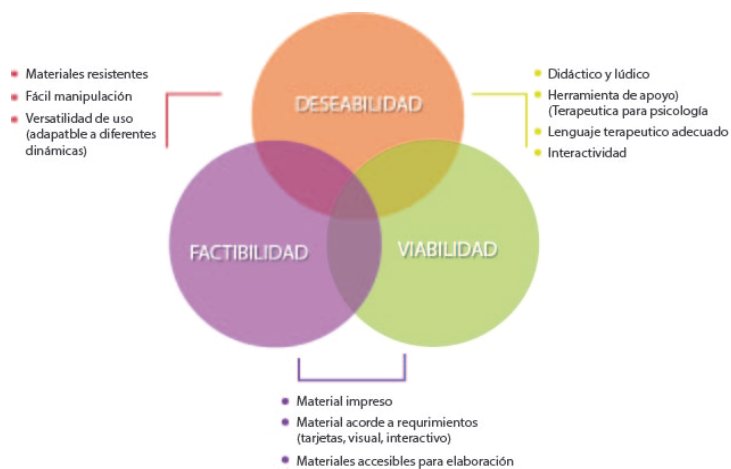 Materiales resistentes
Fácil manipulación
Versatilidad de uso
(adapatble a diferentes
dinámicas)
DESEABILIDAD
Didáctico y lúdico
Herramienta de apoyo)
(Terapeutica para psicología
Lenguaje terapeutico adecuado
Interactividad
FACTIBILIDAD
VIABILIDAD
Material impreso
Material acorde a requrimientos
(tarjetas, visual, interactivo)
Materiales accesibles para elaboración